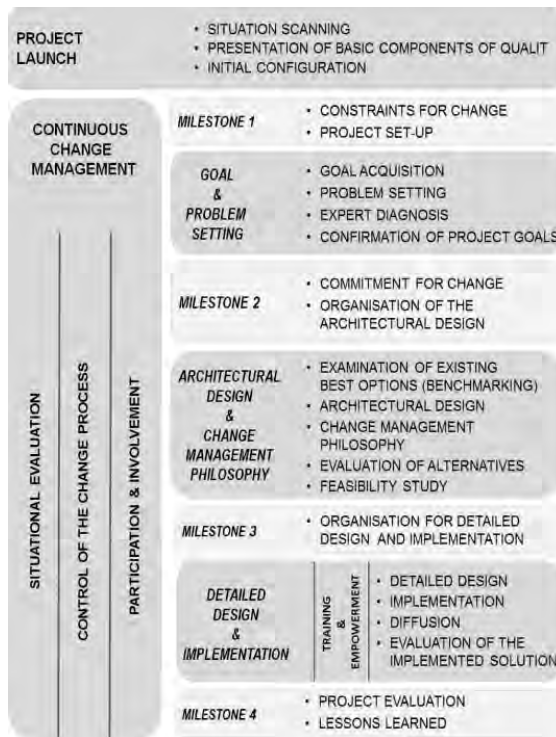 PROJECT
LAUNCH
• SITUATION SCANNING
• PRESENTATION OF BASIC COMPONENTS OF QUALIT
• INITIAL CONFIGURATION
CONTINUOUS
CHANGE
MANAGEMENT
SITUATIONAL EVALUATION
CONTROL OF THE CHANGE PROCESS
PARTICIPATION & INVOLVEMENT
MILESTONE 1
• CONSTRAINTS FOR CHANGE
• PROJECT SET-UP
GOAL
&
PROBLEM
SETTING
• GOAL ACQUISITION
• PROBLEM SETTING
• EXPERT DIAGNOSIS
• CONFIRMATION OF PROJECT GOALS
MILESTONE 2
• COMMITMENT FOR CHANGE
• ORGANISATION OF THE
ARCHITECTURAL DESIGN
ARCHITECTURAL
DESIGN
&
CHANGE
MANAGEMENT
PHILOSOPHY
• EXAMINATION OF EXISTING
BEST OPTIONS (BENCHMARKING)
• ARCHITECTURAL DESIGN
• CHANGE MANAGEMENT
PHILOSOPHY
• EVALUATION OF ALTERNATIVES
• FEASIBILITY STUDY
MILESTONE 3
• ORGANISATION FOR DETAILED
DESIGN AND IMPLEMENTATION
DETAILED
DESIGN
&
IMPLEMENTATION
TRAINING
&
EMPOWERMENT
• DETAILED DESIGN
• IMPLEMENTATION
• DIFFUSION
• EVALUATION OF THE
IMPLEMENTED SOLUTION
MILESTONE 4
• PROJECT EVALUATION
• LESSONS LEARNED